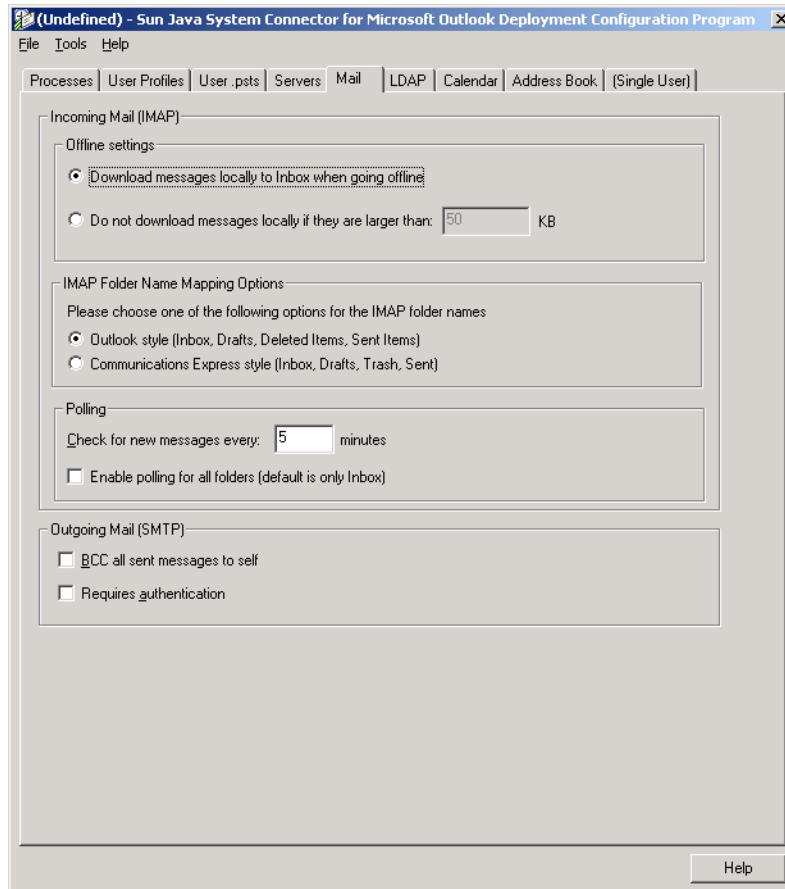 (Undefined) - Sun Java System Connector for Microsoft Outlook Deployment Configuration Program
File Tools Help
Processes User Profiles User .psts Servers Mail LDAP Calendar Address Book (Single User)
Incoming Mail (IMAP)
Offline settings
Download messages locally to Inbox when going offline
Do not download messages locally if they are larger than: 50 KB
IMAP Folder Name Mapping Options
Please choose one of the following options for the IMAP folder names
Outlook style (Inbox, Drafts, Deleted Items, Sent Items)
Communications Express style (Inbox, Drafts, Trash, Sent)
Polling
Check for new messages every: 5 minutes
Enable polling for all folders (default is only Inbox)
Outgoing Mail (SMTP)
BCC all sent messages to self
Requires authentication
Help